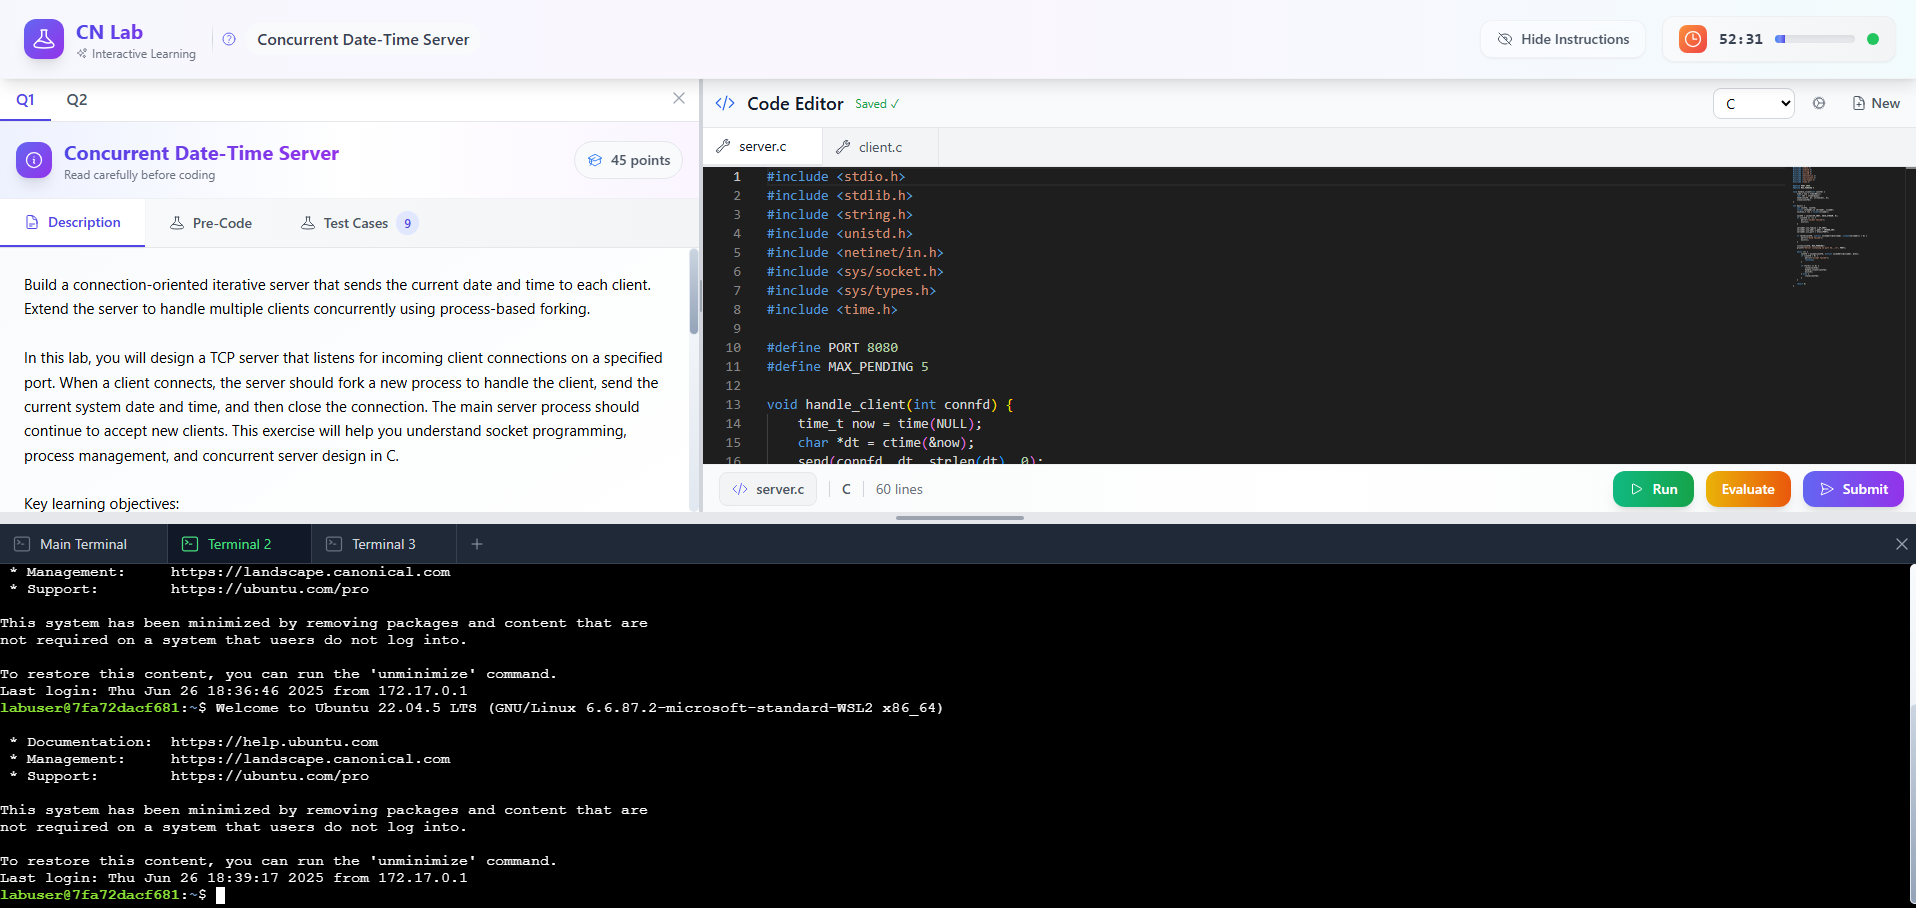 CN Lab
Interactive Learning
Concurrent Date-Time Server
Hide Instructions
52:31
Q1
Q2
Concurrent Date-Time Server
Read carefully before coding
45 points
Description
Pre-Code
Test Cases
9
Build a connection-oriented iterative server that sends the current date and time to each client.
Extend the server to handle multiple clients concurrently using process-based forking.
In this lab, you will design a TCP server that listens for incoming client connections on a specified
port. When a client connects, the server should fork a new process to handle the client, send the
current system date and time, and then close the connection. The main server process should
continue to accept new clients. This exercise will help you understand socket programming,
process management, and concurrent server design in C.
Key learning objectives:
</> Code Editor Saved ✓
C
New
server.c
client.c
1 #include <stdio.h>
2 #include <stdlib.h>
3 #include <string.h>
4 #include <unistd.h>
5 #include <netinet/in.h>
6 #include <sys/socket.h>
7 #include <sys/types.h>
8 #include <time.h>
9
10 #define PORT 8080
11 #define MAX_PENDING 5
12
13 void handle_client(int connfd) {
14 time_t now = time(NULL);
15 char *dt = ctime(&now);
16 send(connfd, dt, strlen(dt), 0);
</> server.c
C
60 lines
Run
Evaluate
Submit
Main Terminal
Terminal 2
Terminal 3
+
* Management: https://landscape.canonical.com
* Support: https://ubuntu.com/pro
This system has been minimized by removing packages and content that are
not required on a system that users do not log into.
To restore this content, you can run the 'unminimize' command.
Last login: Thu Jun 26 18:36:46 2025 from 172.17.0.1
labuser@7fa72dacf681:~$ Welcome to Ubuntu 22.04.5 LTS (GNU/Linux 6.6.87.2-microsoft-standard-WSL2 x86_64)
* Documentation: https://help.ubuntu.com
* Management: https://landscape.canonical.com
* Support: https://ubuntu.com/pro
This system has been minimized by removing packages and content that are
not required on a system that users do not log into.
To restore this content, you can run the 'unminimize' command.
Last login: Thu Jun 26 18:39:17 2025 from 172.17.0.1
labuser@7fa72dacf681:~$